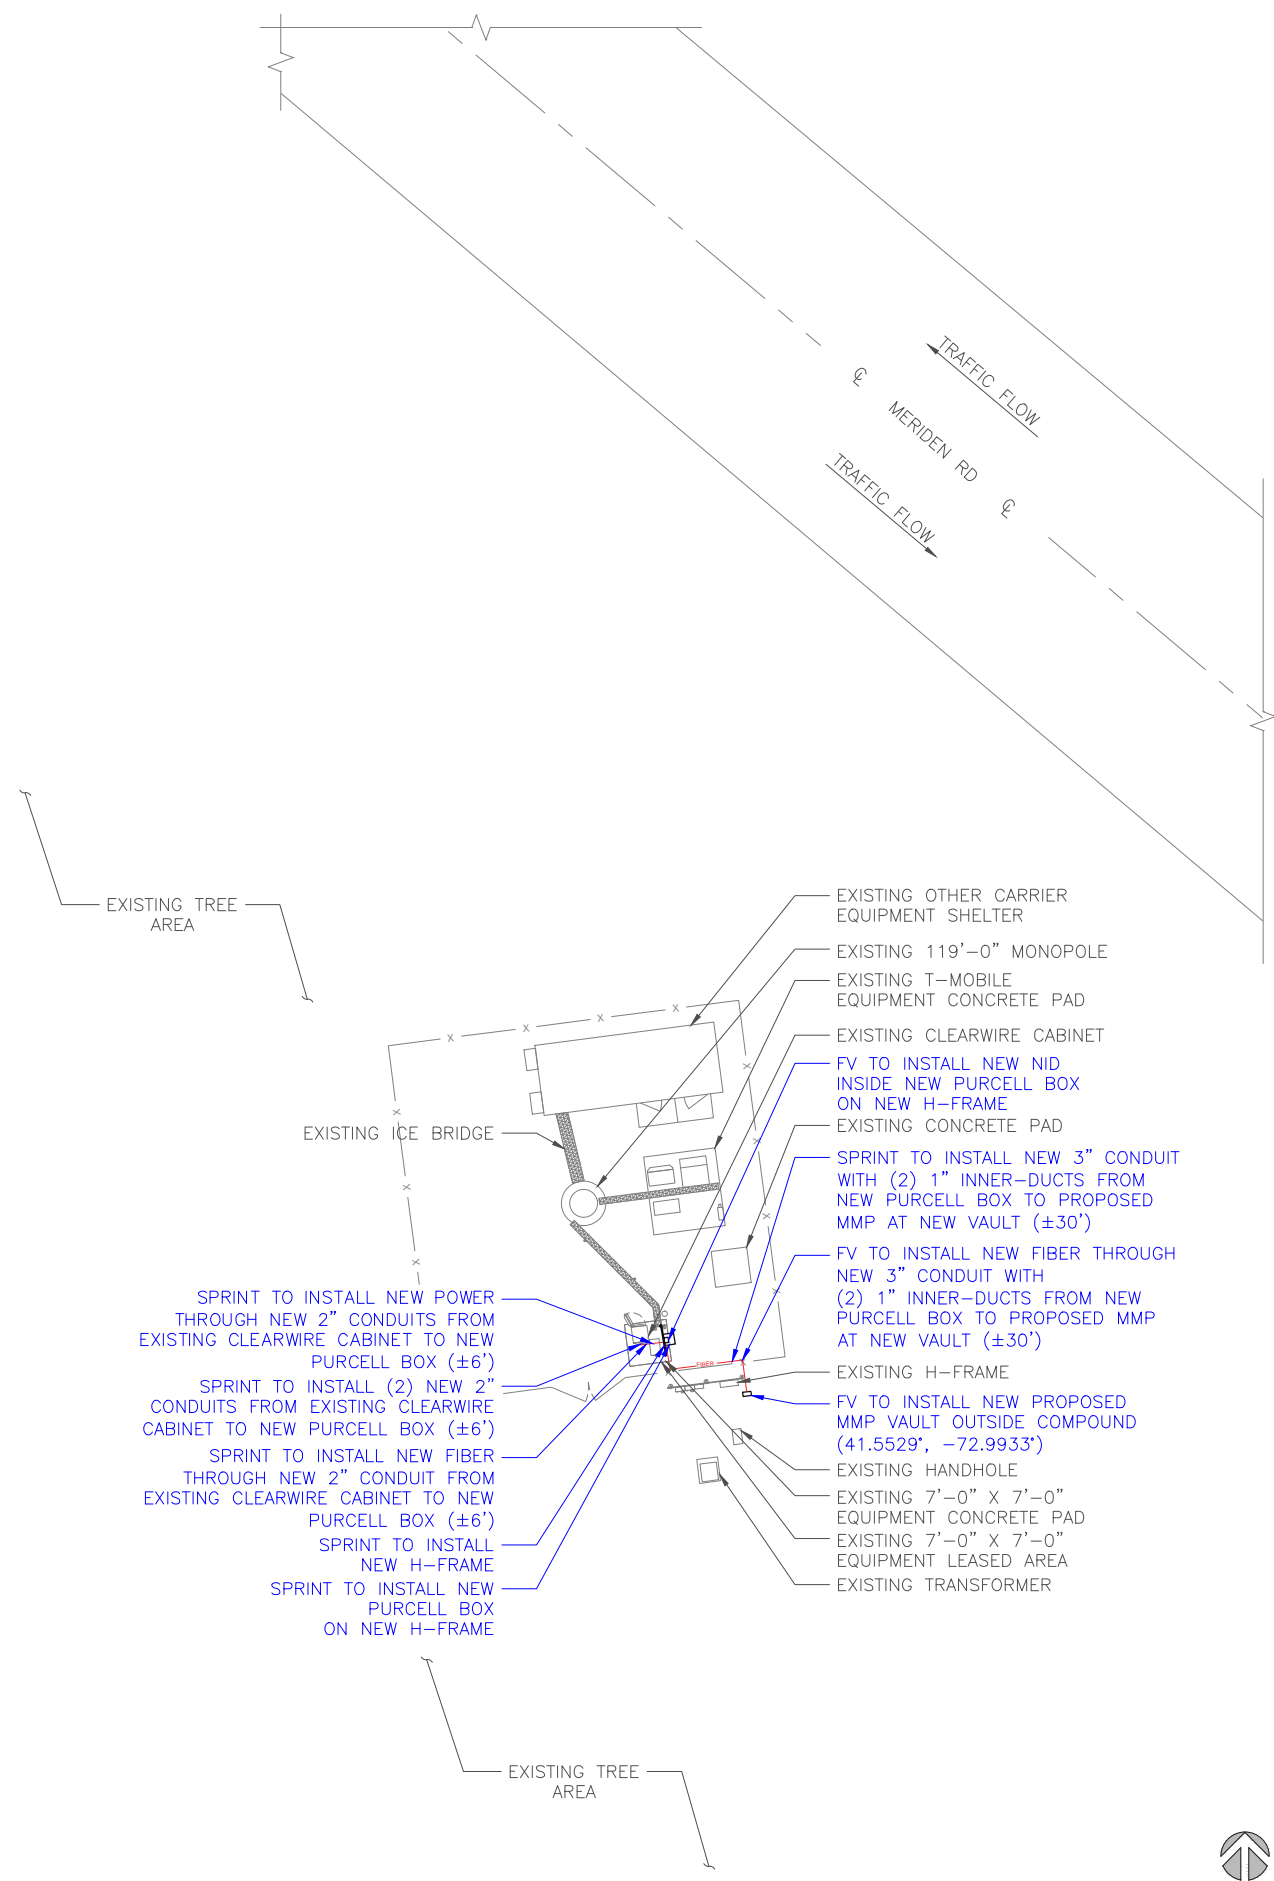 TRAFFIC FLOW
℄ MERIDEN RD ℄
TRAFFIC FLOW
EXISTING TREE
AREA
EXISTING OTHER CARRIER
EQUIPMENT SHELTER
EXISTING 119'-0" MONOPOLE
EXISTING T-MOBILE
EQUIPMENT CONCRETE PAD
EXISTING CLEARWIRE CABINET
FV TO INSTALL NEW NID
INSIDE NEW PURCELL BOX
ON NEW H-FRAME
EXISTING CONCRETE PAD
SPRINT TO INSTALL NEW 3" CONDUIT
WITH (2) 1" INNER-DUCTS FROM
NEW PURCELL BOX TO PROPOSED
MMP AT NEW VAULT (±30')
FV TO INSTALL NEW FIBER THROUGH
NEW 3" CONDUIT WITH
(2) 1" INNER-DUCTS FROM NEW
PURCELL BOX TO PROPOSED MMP
AT NEW VAULT (±30')
EXISTING H-FRAME
FV TO INSTALL NEW PROPOSED
MMP VAULT OUTSIDE COMPOUND
(41.5529°, -72.9933°)
EXISTING HANDHOLE
EXISTING 7'-0" X 7'-0"
EQUIPMENT CONCRETE PAD
EXISTING 7'-0" X 7'-0"
EQUIPMENT LEASED AREA
EXISTING TRANSFORMER
EXISTING ICE BRIDGE
SPRINT TO INSTALL NEW POWER
THROUGH NEW 2" CONDUITS FROM
EXISTING CLEARWIRE CABINET TO NEW
PURCELL BOX (±6')
SPRINT TO INSTALL (2) NEW 2"
CONDUITS FROM EXISTING CLEARWIRE
CABINET TO NEW PURCELL BOX (±6')
SPRINT TO INSTALL NEW FIBER
THROUGH NEW 2" CONDUIT FROM
EXISTING CLEARWIRE CABINET TO NEW
PURCELL BOX (±6')
SPRINT TO INSTALL
NEW H-FRAME
SPRINT TO INSTALL NEW
PURCELL BOX
ON NEW H-FRAME
FIBER
EXISTING TREE
AREA